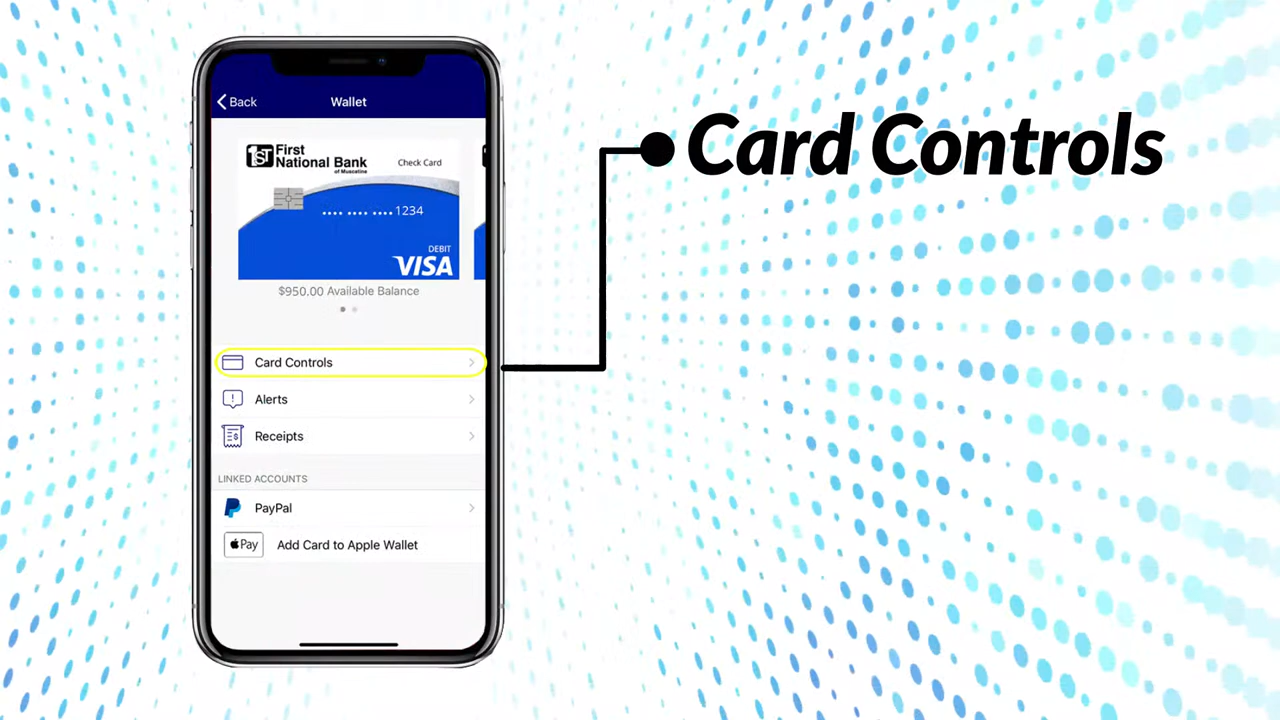 Back
Wallet
1ST First
National Bank
of Muscatine
Check Card
•••• •••• •••• 1234
DEBIT
VISA
$950.00 Available Balance
Card Controls
Alerts
Receipts
LINKED ACCOUNTS
PayPal
Pay Add Card to Apple Wallet
Card Controls